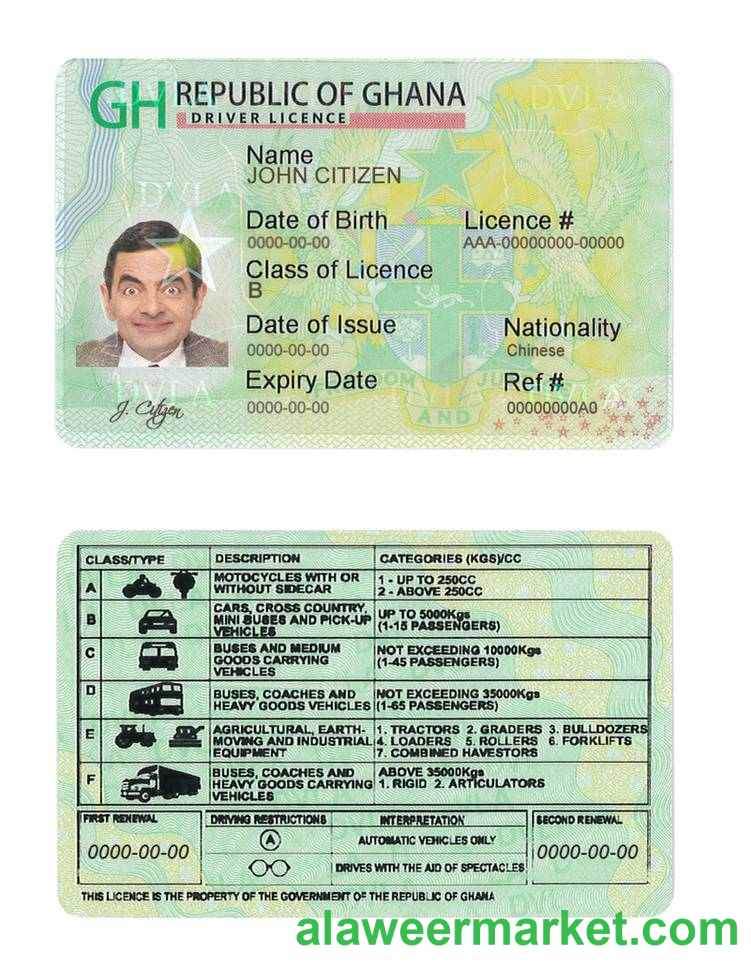 GH REPUBLIC OF GHANA
DRIVER LICENCE
DVLA
Name
JOHN CITIZEN
DVLA
Date of Birth
Licence #
0000-00-00
AAA-00000000-00000
Class of Licence
B
Date of Issue
Nationality
0000-00-00
Chinese
Expiry Date
Ref #
0000-00-00
00000000A0
DVLA
AND
J. Citizen
CLASS/TYPE
DESCRIPTION
CATEGORIES (KGS)/CC
A
MOTOCYCLES WITH OR
WITHOUT SIDECAR
1 - UP TO 250CC
2 - ABOVE 250CC
B
CARS, CROSS COUNTRY,
MINI BUSES AND PICK-UP
VEHICLES
UP TO 5000Kgs
(1-15 PASSENGERS)
C
BUSES AND MEDIUM
GOODS CARRYING
VEHICLES
NOT EXCEEDING 10000Kgs
(1-45 PASSENGERS)
D
BUSES, COACHES AND
HEAVY GOODS VEHICLES
NOT EXCEEDING 35000Kgs
(1-65 PASSENGERS)
E
AGRICULTURAL, EARTH-
MOVING AND INDUSTRIAL
EQUIPMENT
1. TRACTORS 2. GRADERS 3. BULLDOZERS
4. LOADERS 5. ROLLERS 6. FORKLIFTS
7. COMBINED HAVESTORS
F
BUSES, COACHES AND
HEAVY GOODS CARRYING
VEHICLES
ABOVE 35000Kgs
1. RIGID 2. ARTICULATORS
FIRST RENEWAL
0000-00-00
DRIVING RESTRICTIONS
INTERPRETATION
A
AUTOMATIC VEHICLES ONLY
DRIVES WITH THE AID OF SPECTACLES
SECOND RENEWAL
0000-00-00
THIS LICENCE IS THE PROPERTY OF THE GOVERNMENT OF THE REPUBLIC OF GHANA
alaweermarket.com